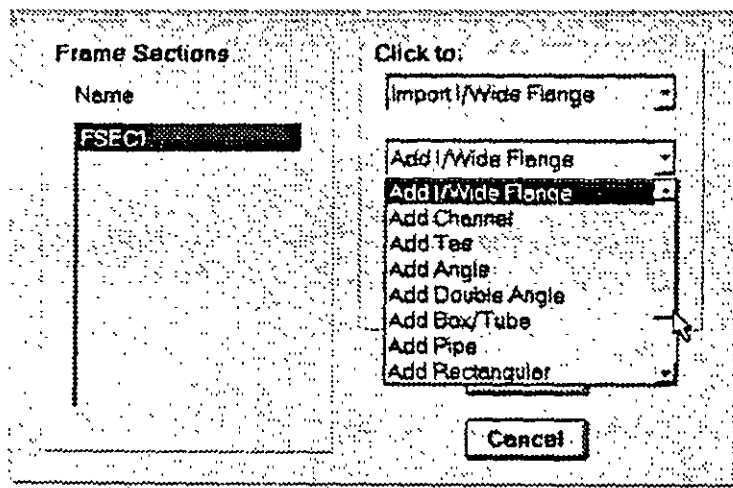 Frame Sections
Name
FSEC1
Click to:
Import I/Wide Flange
Add I/Wide Flange
Add I/Wide Flange
Add Channel
Add Tee
Add Angle
Add Double Angle
Add Box/Tube
Add Pipe
Add Rectangular
Cancel